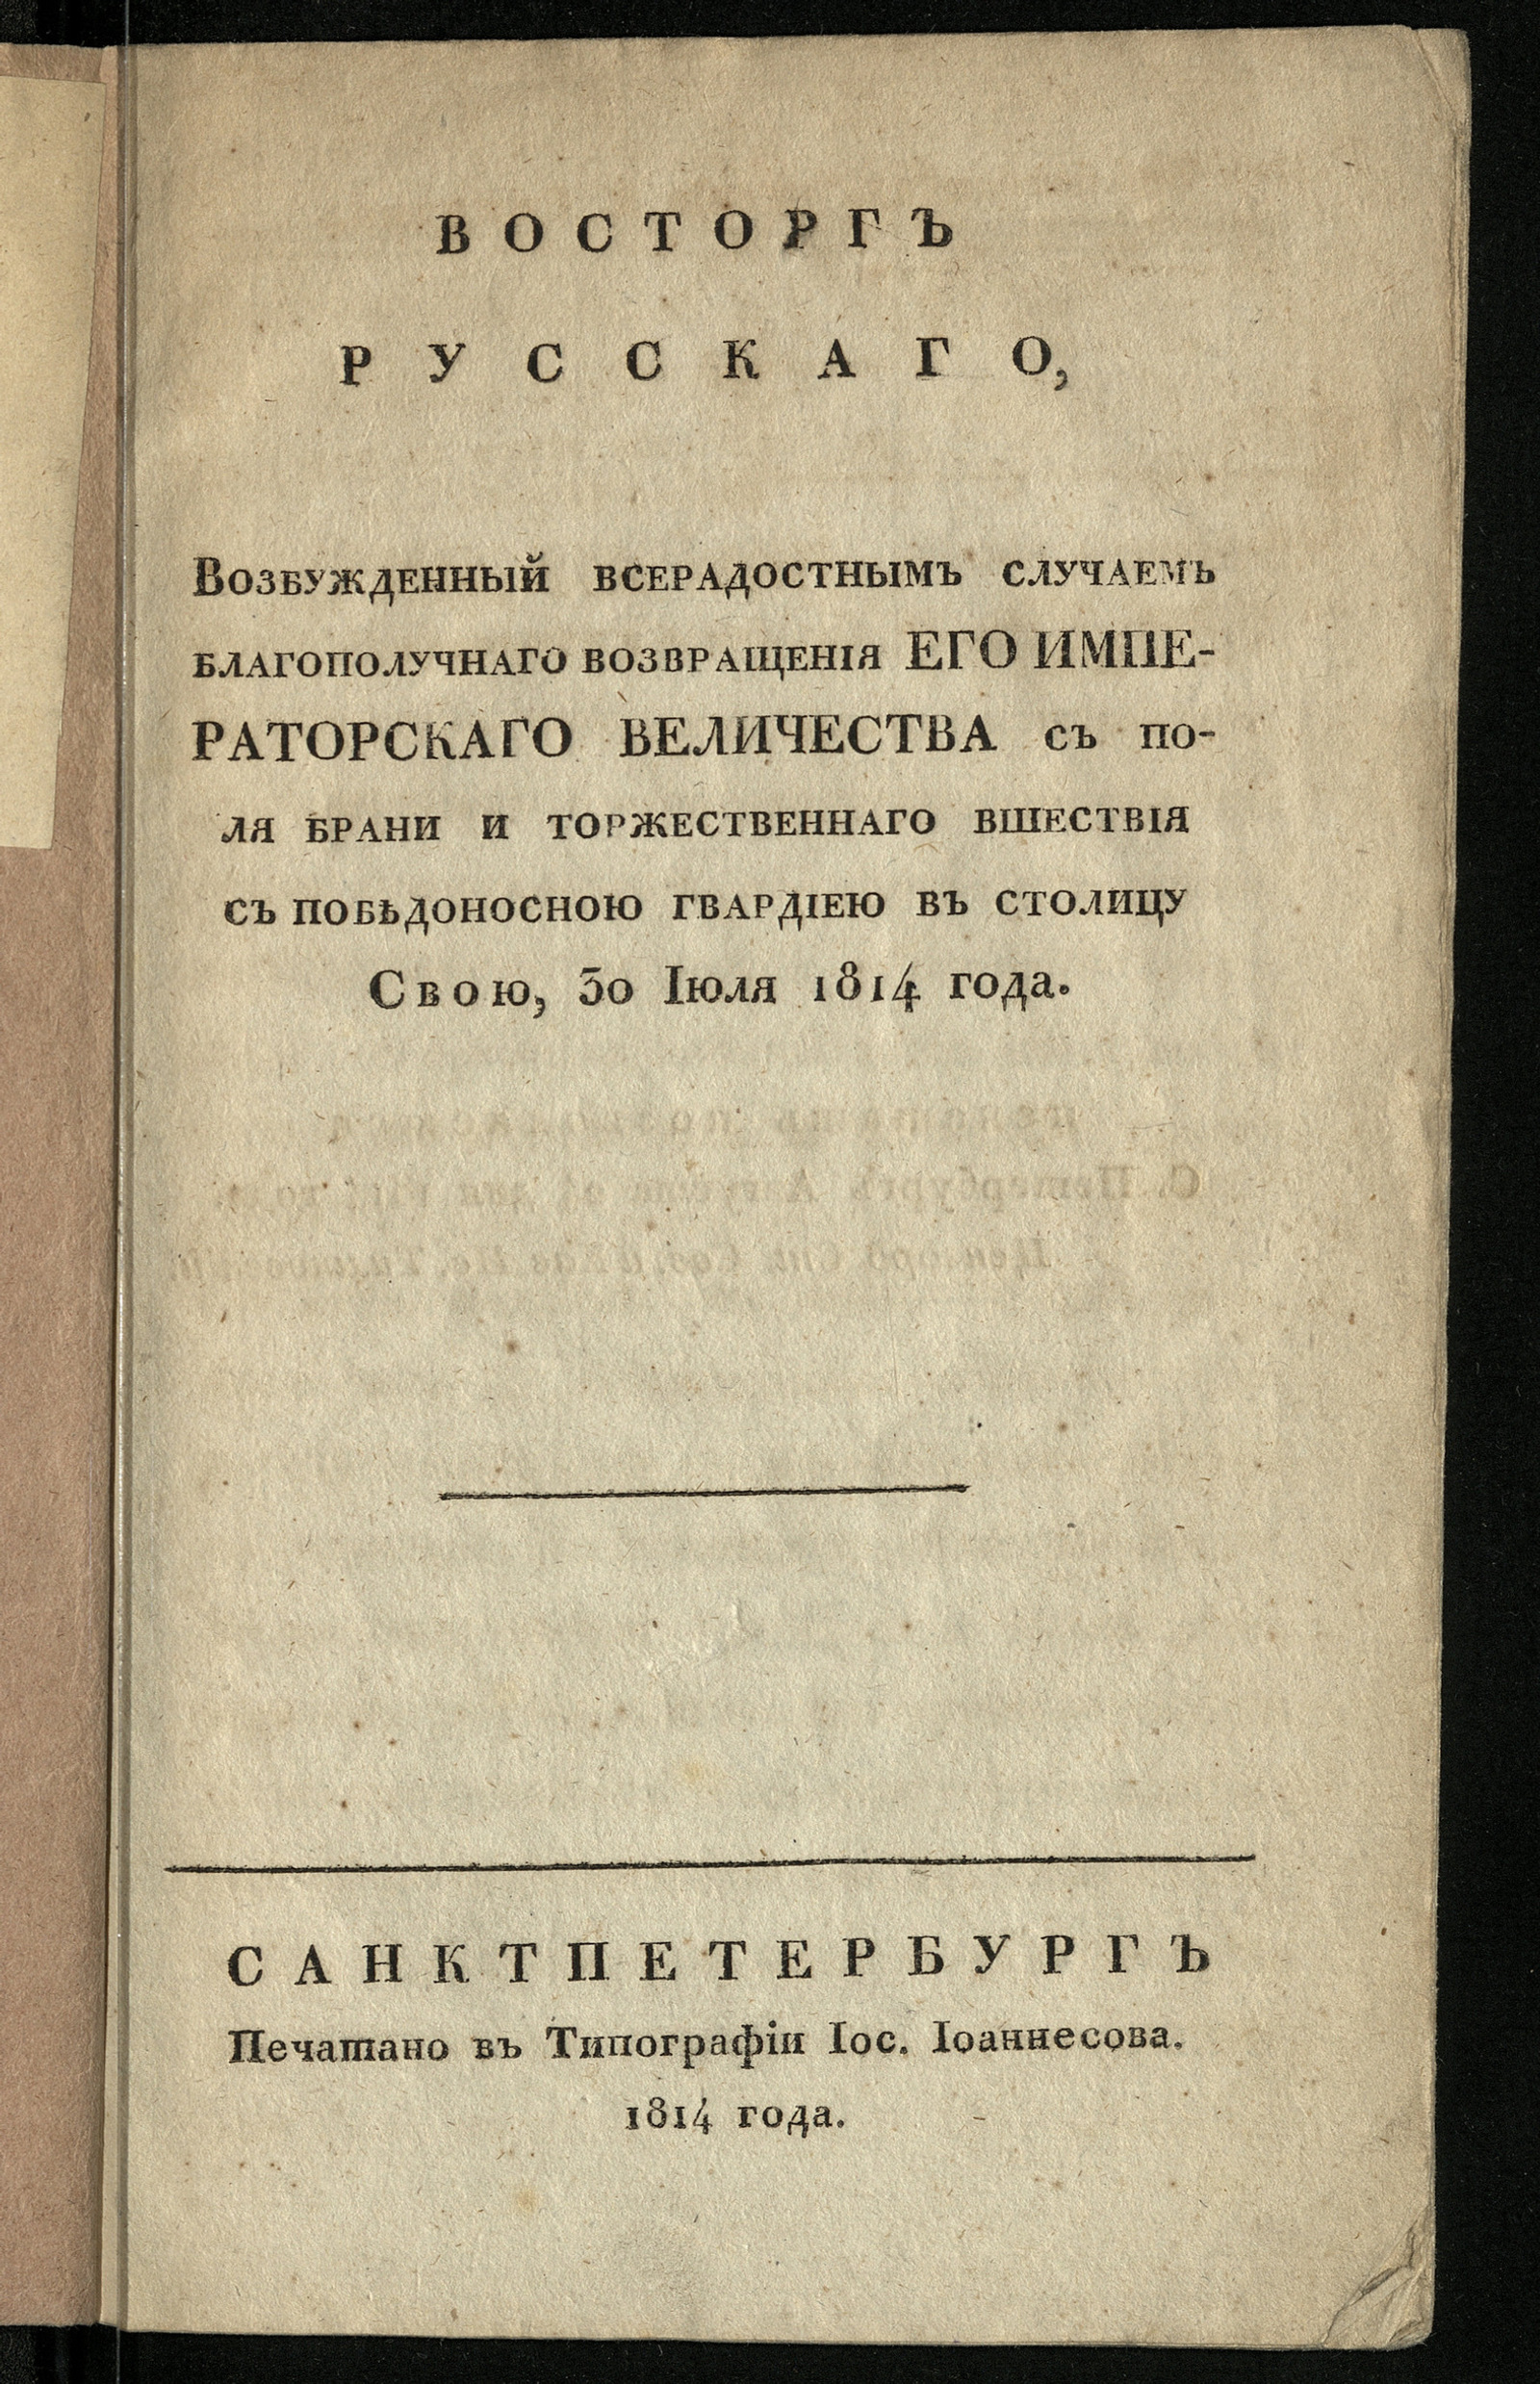 ВОСТОРГЪ
РУССКАГО,
Возбужденный всерадостнымъ случаемъ
благополучнаго возвращенія ЕГО ИМПЕ-
РАТОРСКАГО ВЕЛИЧЕСТВА съ по-
ля брани и торжественнаго вшествія
съ побѣдоносною гвардіею въ столицу
Свою, 30 Іюля 1814 года.
САНКТПЕТЕРБУРГЪ
Печатано въ Типографіи Іос. Іоаннесова.
1814 года.